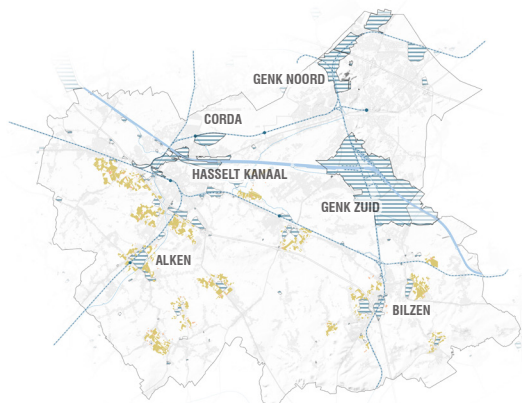 GENK NOORD
CORDA
HASSELT KANAAL
GENK ZUID
ALKEN
BILZEN